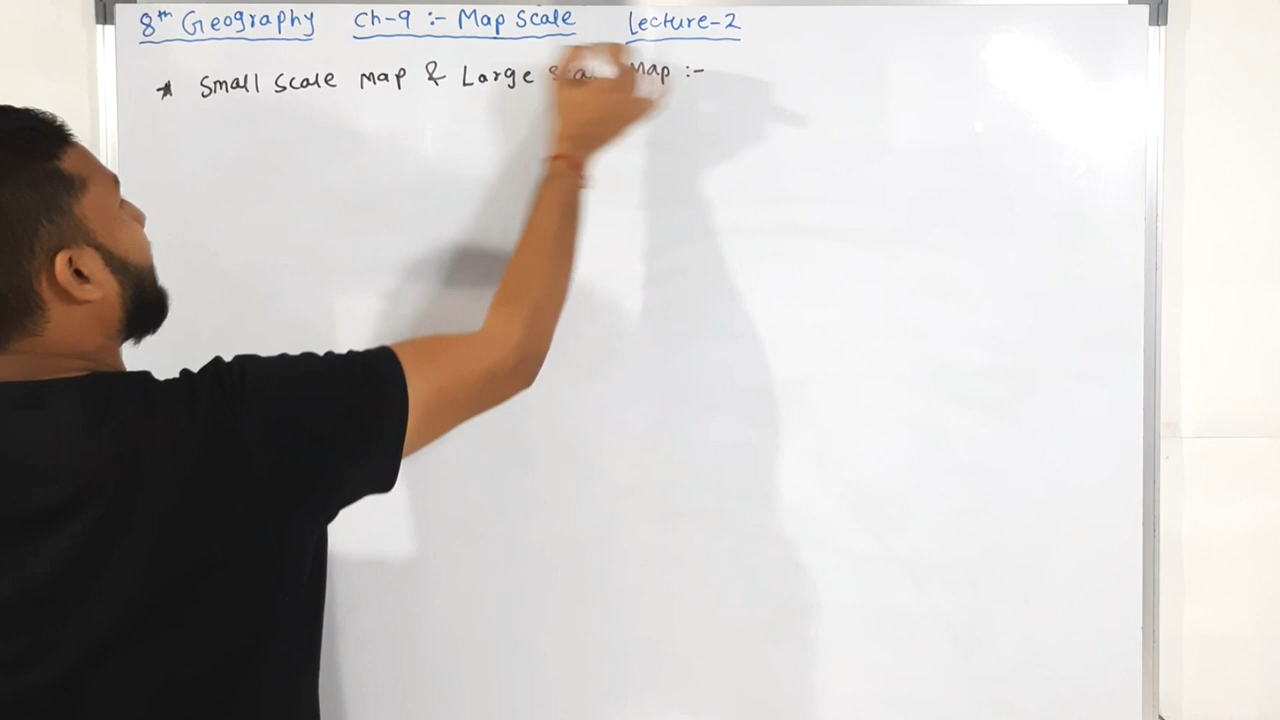 8th Geography Ch-9 :- Map Scale Lecture-2
* Small Scale Map & Large Map :-